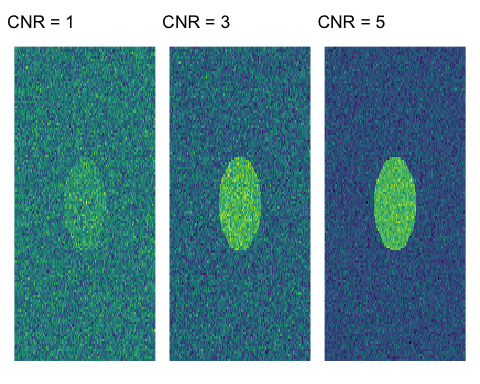 CNR = 1
CNR = 3
CNR = 5